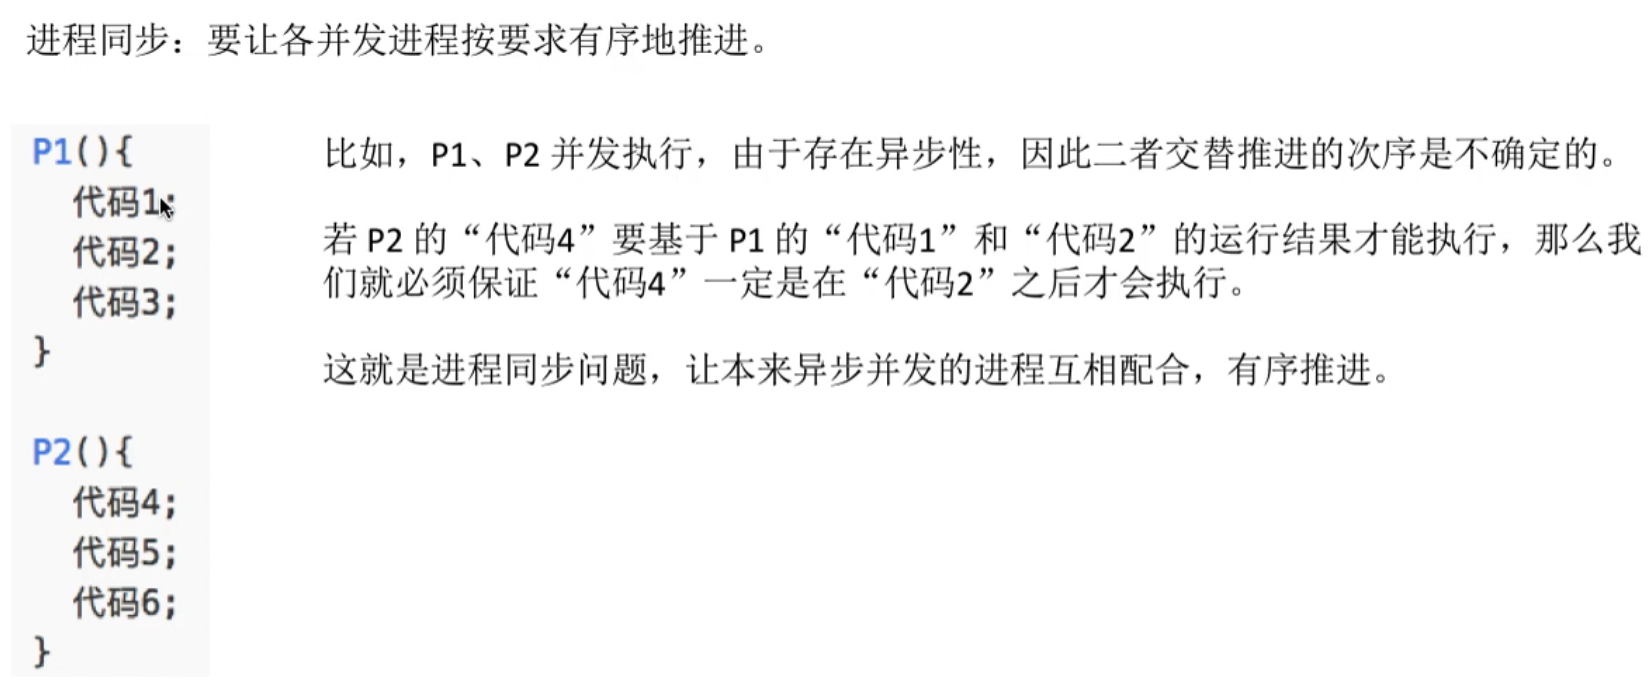 进程同步：要让各并发进程按要求有序地推进。
P1(){
代码1;
代码2;
代码3;
}
P2(){
代码4;
代码5;
代码6;
}
比如，P1、P2 并发执行，由于存在异步性，因此二者交替推进的次序是不确定的。
若 P2 的“代码4”要基于 P1 的“代码1”和“代码2”的运行结果才能执行，那么我
们就必须保证“代码4”一定是在“代码2”之后才会执行。
这就是进程同步问题，让本来异步并发的进程互相配合，有序推进。